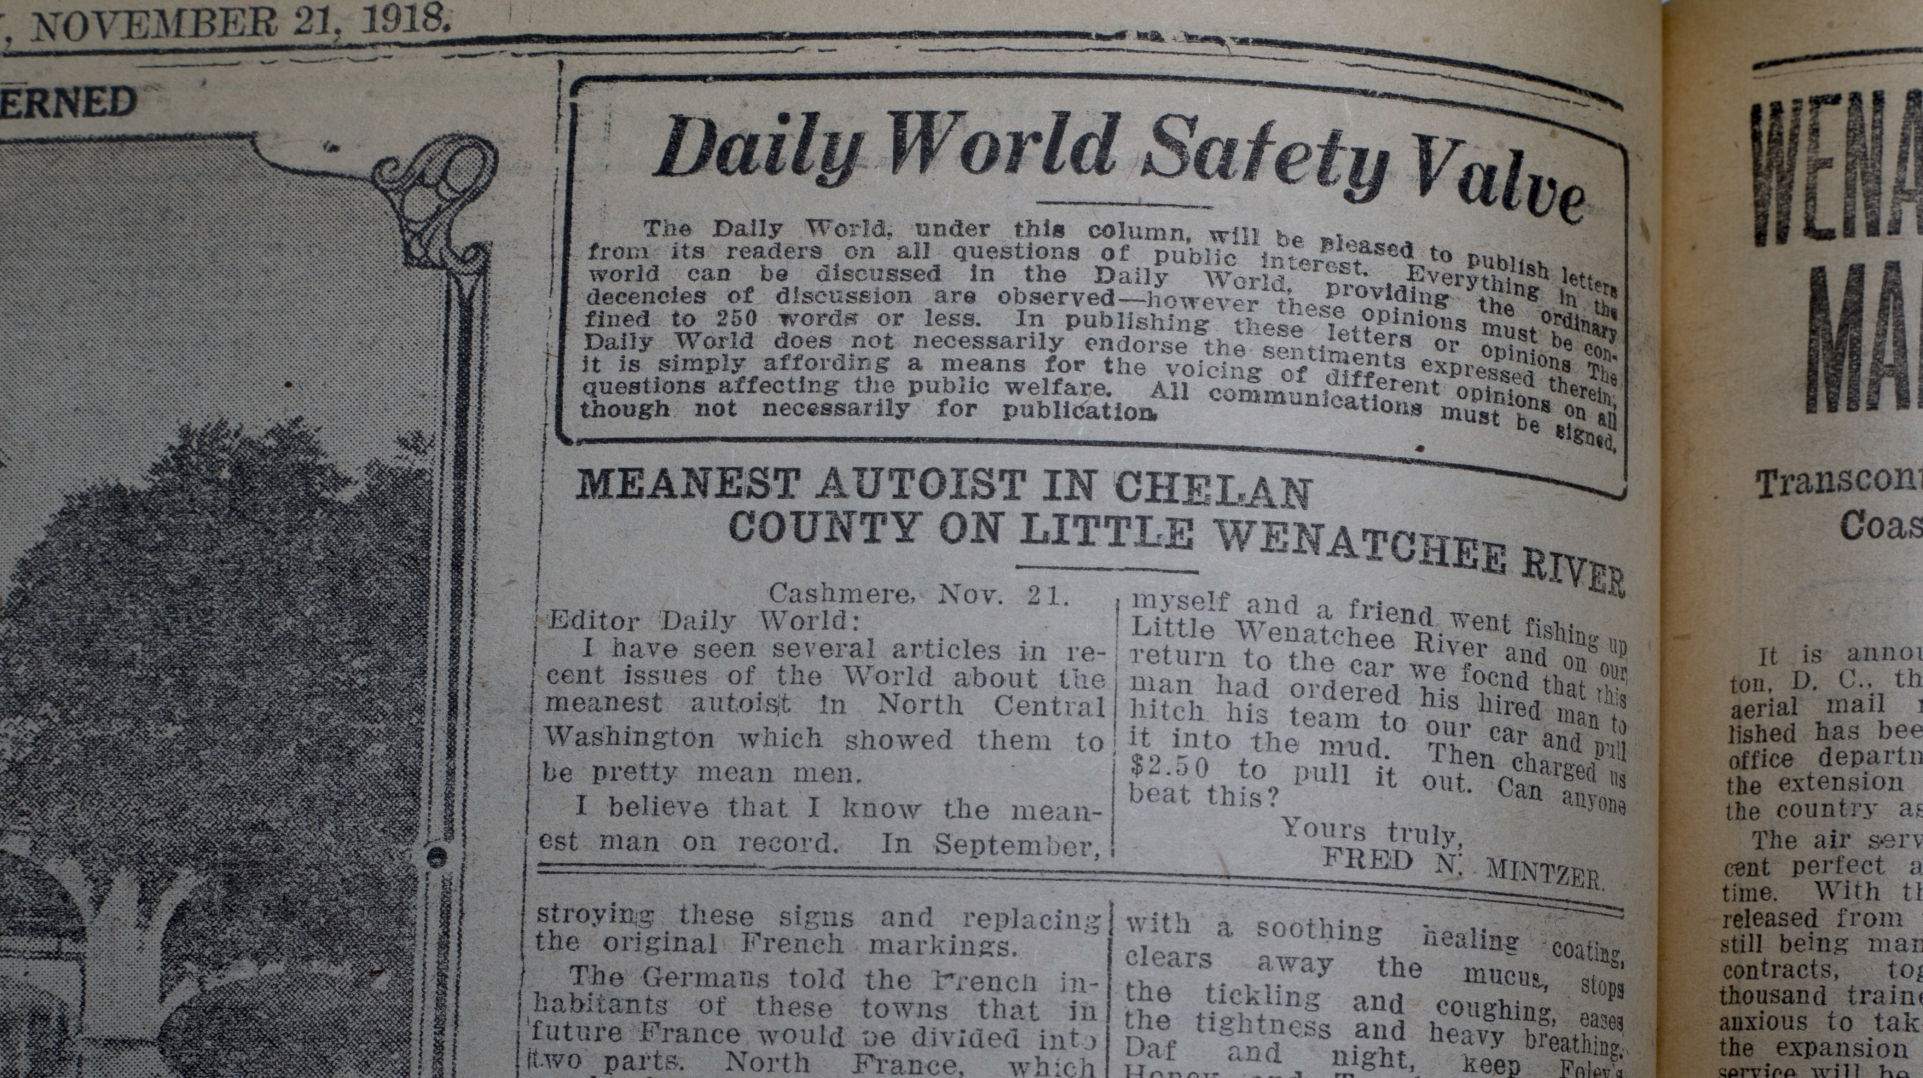 , NOVEMBER 21, 1918.
ERNED
Daily World Safety Valve
The Daily World, under this column, will be pleased to publish letters
from its readers on all questions of public interest. Everything in the
world can be discussed in the Daily World, providing the ordinary
decencies of discussion are observed—however these opinions must be con-
fined to 250 words or less. In publishing these letters or opinions The
Daily World does not necessarily endorse the sentiments expressed therein;
it is simply affording a means for the voicing of different opinions on all
questions affecting the public welfare. All communications must be signed,
though not necessarily for publication.
MEANEST AUTOIST IN CHELAN
COUNTY ON LITTLE WENATCHEE RIVER
Cashmere, Nov. 21.
Editor Daily World:
I have seen several articles in re-
cent issues of the World about the
meanest autoist in North Central
Washington which showed them to
be pretty mean men.
I believe that I know the mean-
est man on record. In September,
myself and a friend went fishing up
Little Wenatchee River and on our
return to the car we focnd that this
man had ordered his hired man to
hitch his team to our car and pull
it into the mud. Then charged us
$2.50 to pull it out. Can anyone
beat this?
Yours truly,
FRED N. MINTZER.
stroying these signs and replacing
the original French markings.
The Germans told the French in-
habitants of these towns that in
future France would be divided into
two parts. North France, which
with a soothing healing coating,
clears away the mucus, stops
the tickling and coughing, eases
the tightness and heavy breathing.
Daf and night, keep Foley's
WENA
MA
Transcont
Coas
It is annou
ton, D. C., th
aerial mail
lished has bee
office departn
the extension
the country as
The air serv
cent perfect a
time. With th
released from
still being man
contracts, tog
thousand traine
anxious to tak
the expansion
service will be